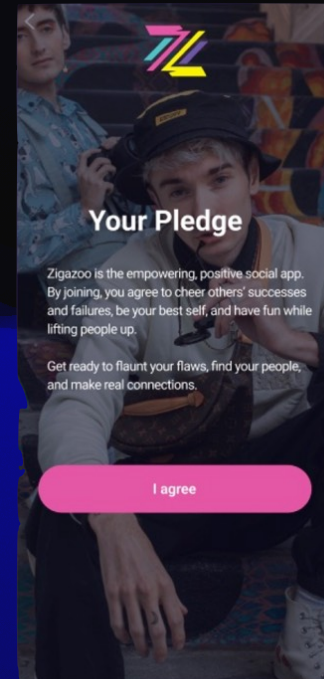 Your Pledge
Zigazoo is the empowering, positive social app.
By joining, you agree to cheer others' successes
and failures, be your best self, and have fun while
lifting people up.
Get ready to flaunt your flaws, find your people,
and make real connections.
I agree